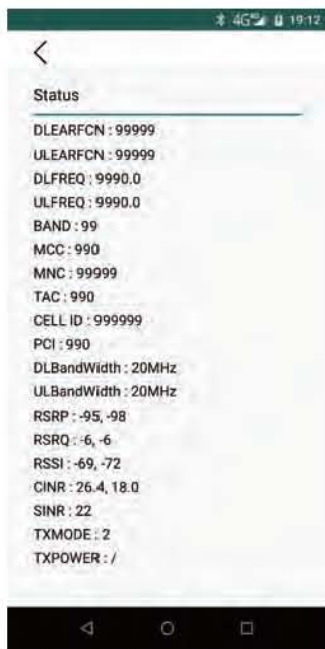 4G 19:12
Status
DLEARFCN : 99999
ULEARFCN : 99999
DLFREQ : 9990.0
ULFREQ : 9990.0
BAND : 99
MCC : 990
MNC : 99999
TAC : 990
CELL ID : 999999
PCI : 990
DLBandWidth : 20MHz
ULBandWidth : 20MHz
RSRP : -95, -98
RSRQ : -6, -6
RSSI : -69, -72
CINR : 26.4, 18.0
SINR : 22
TXMODE : 2
TXPOWER : /